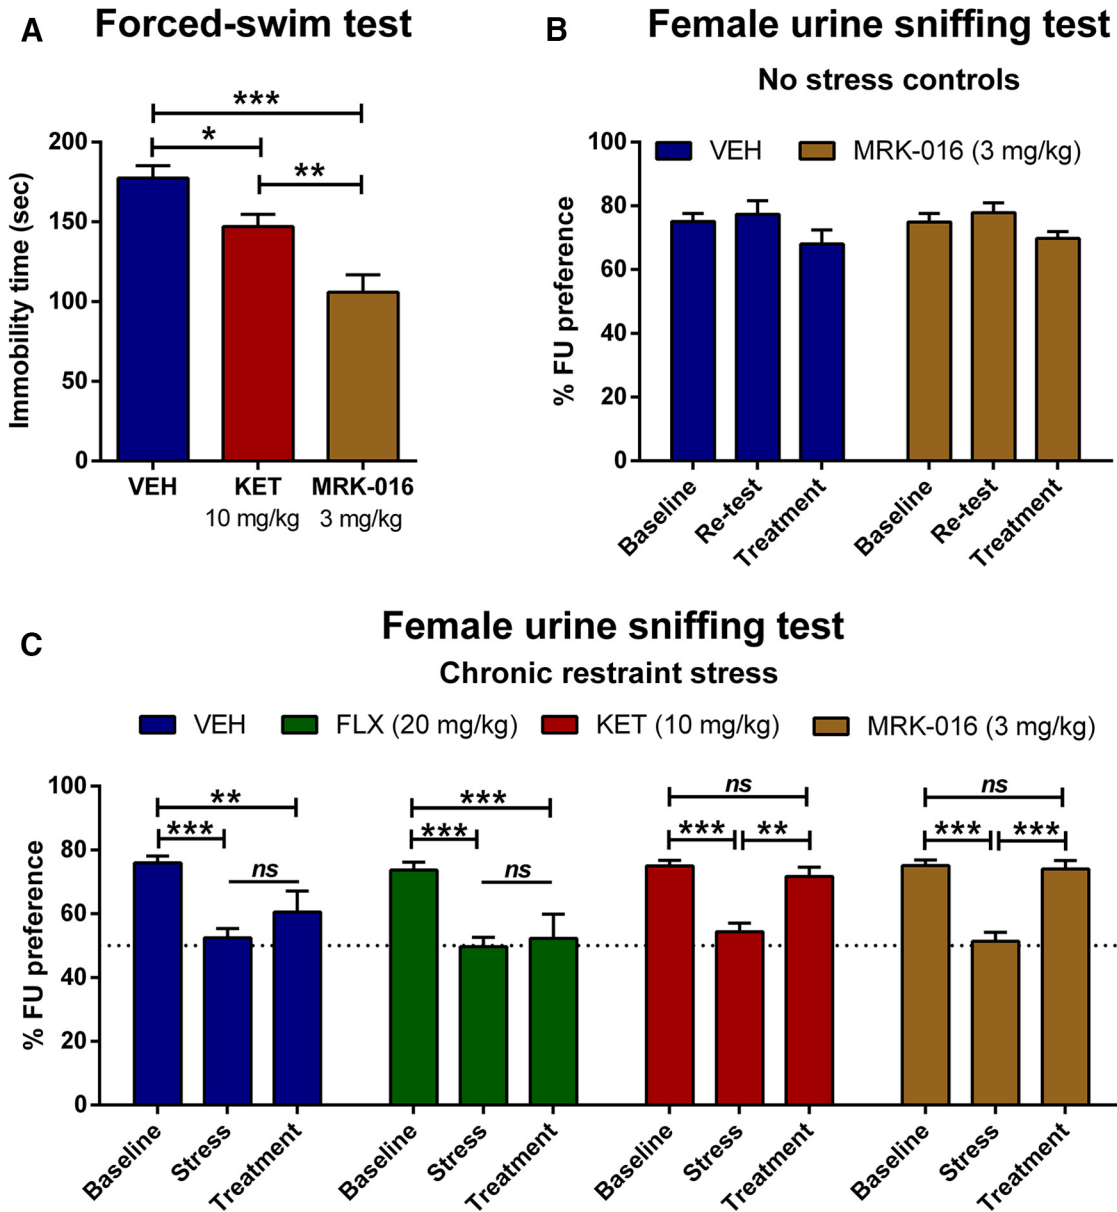 A
Forced-swim test
***
*
**
200
150
100
50
0
Immobility time (sec)
VEH
KET
MRK-016
10 mg/kg
3 mg/kg
B
Female urine sniffing test
No stress controls
VEH
MRK-016 (3 mg/kg)
100
80
60
40
20
0
% FU preference
Baseline
Re-test
Treatment
Baseline
Re-test
Treatment
C
Female urine sniffing test
Chronic restraint stress
VEH
FLX (20 mg/kg)
KET (10 mg/kg)
MRK-016 (3 mg/kg)
100
80
60
40
20
0
% FU preference
**
***
ns
***
***
ns
ns
***
**
ns
***
***
Baseline
Stress
Treatment
Baseline
Stress
Treatment
Baseline
Stress
Treatment
Baseline
Stress
Treatment